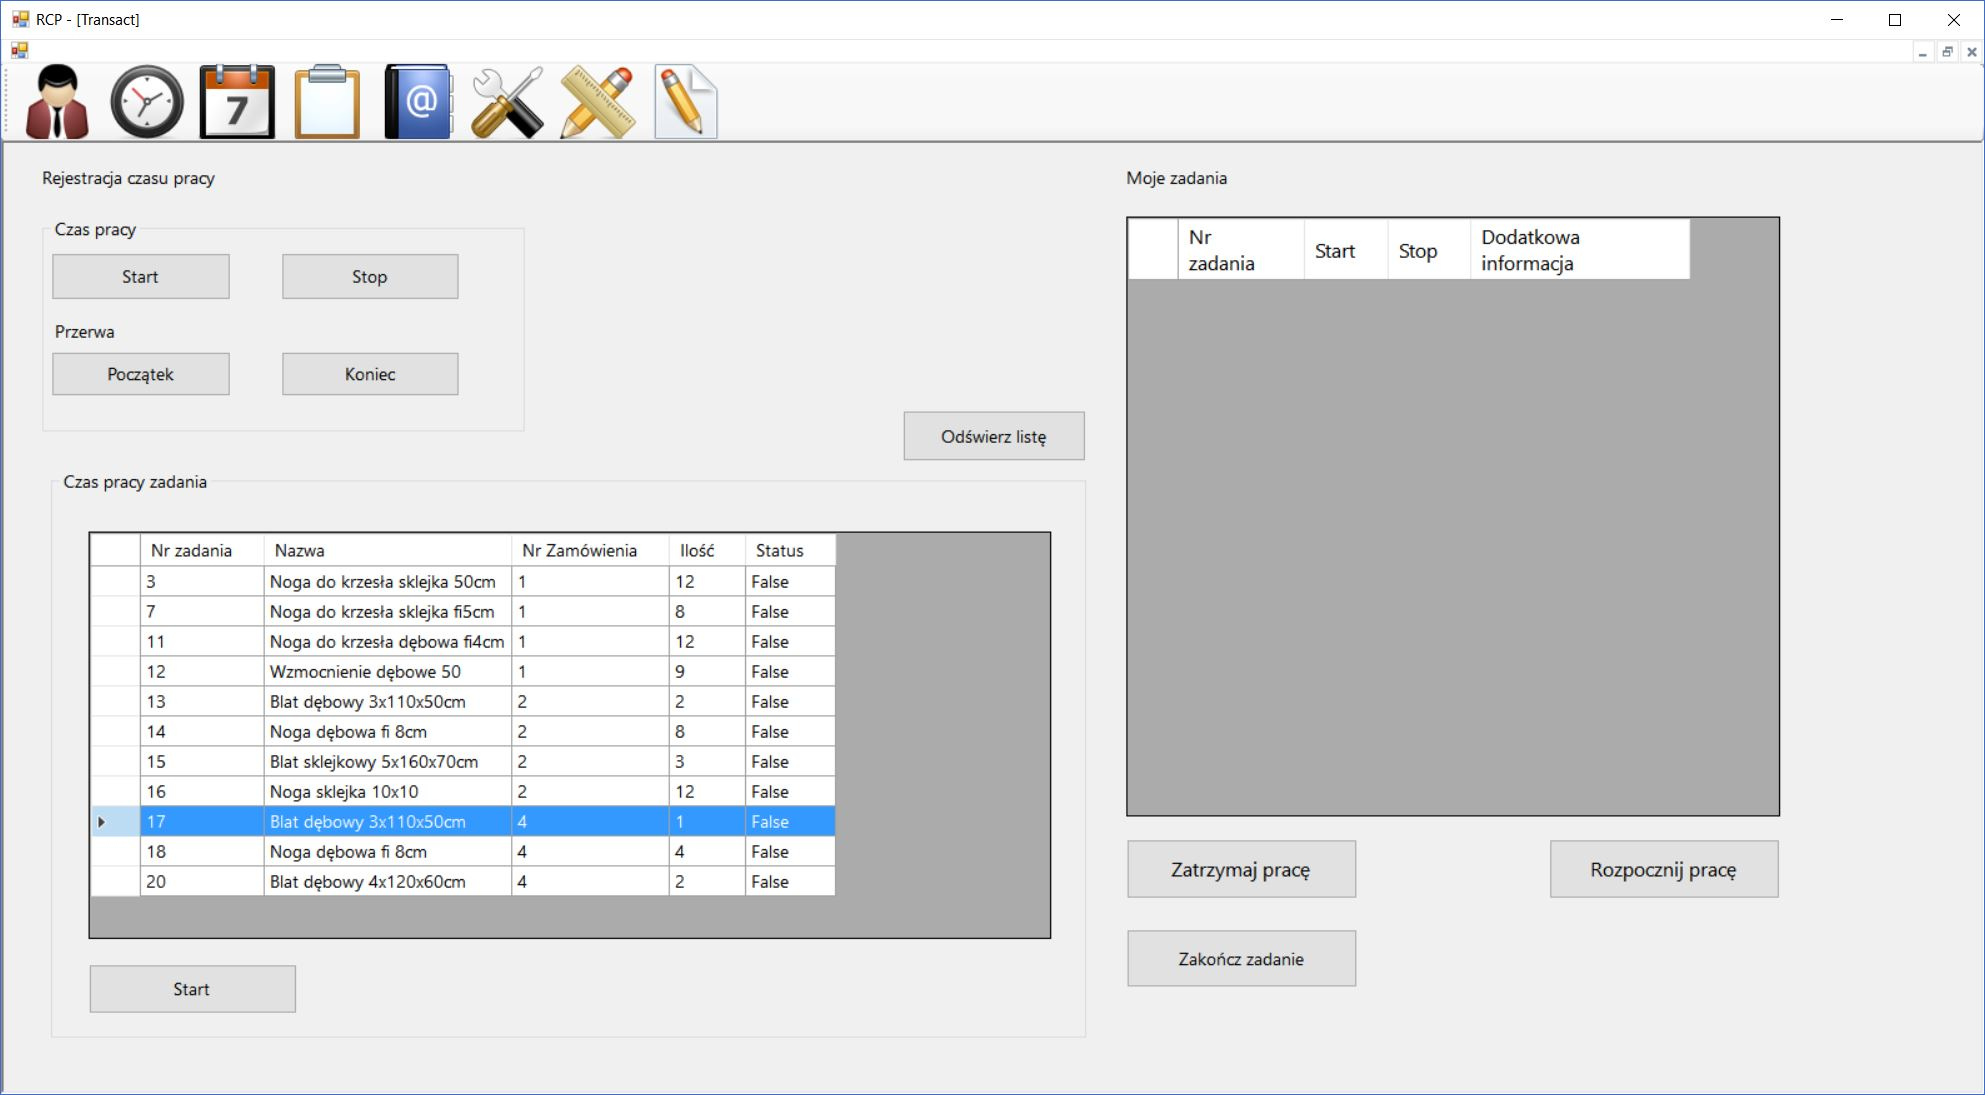 RCP - [Transact]
7
@
Rejestracja czasu pracy
Czas pracy
Start Stop
Przerwa
Początek Koniec
Odświerz listę
Czas pracy zadania
Nr zadania Nazwa Nr Zamówienia Ilość Status
3 Noga do krzesła sklejka 50cm 1 12 False
7 Noga do krzesła sklejka fi5cm 1 8 False
11 Noga do krzesła dębowa fi4cm 1 12 False
12 Wzmocnienie dębowe 50 1 9 False
13 Blat dębowy 3x110x50cm 2 2 False
14 Noga dębowa fi 8cm 2 8 False
15 Blat sklejkowy 5x160x70cm 2 3 False
16 Noga sklejka 10x10 2 12 False
17 Blat dębowy 3x110x50cm 4 1 False
18 Noga dębowa fi 8cm 4 4 False
20 Blat dębowy 4x120x60cm 4 2 False
Start
Moje zadania
Nr zadania Start Stop Dodatkowa informacja
Zatrzymaj pracę Rozpocznij pracę
Zakończ zadanie